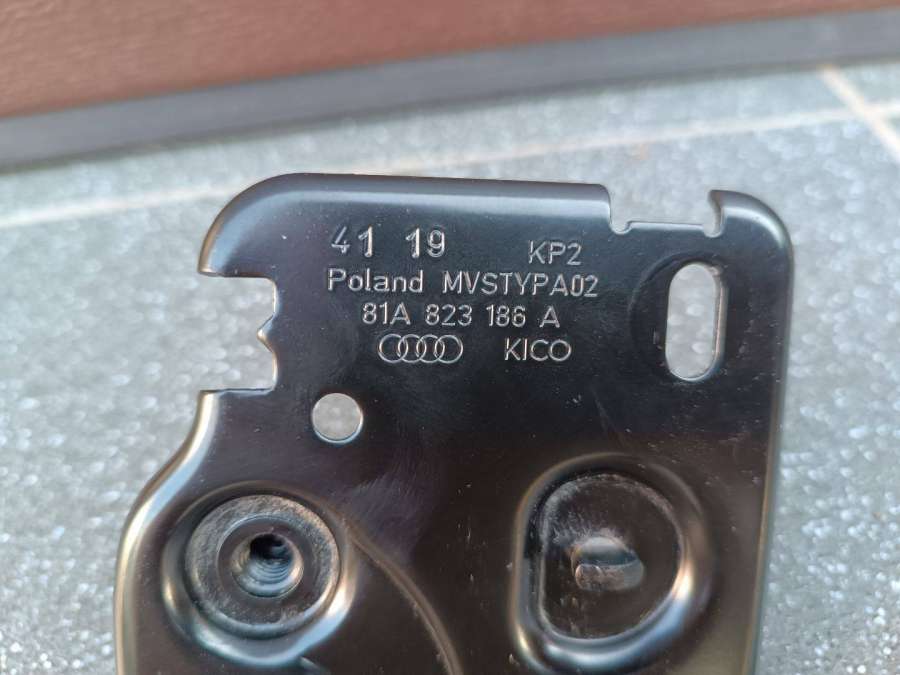 41 19
KP2
Poland MVSTYPA02
81A 823 186 A
KICO